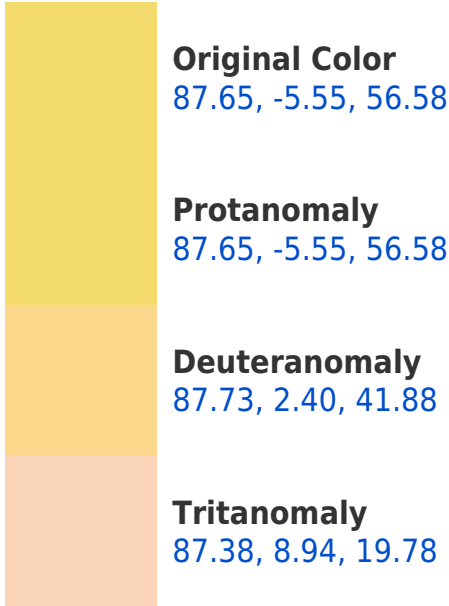 Original Color
87.65, -5.55, 56.58
Protanomaly
87.65, -5.55, 56.58
Deuteranomaly
87.73, 2.40, 41.88
Tritanomaly
87.38, 8.94, 19.78